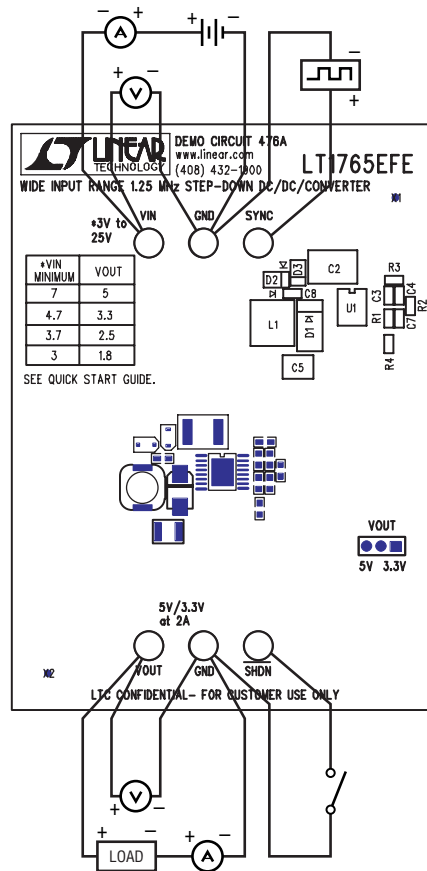 + A - + -
-
+ V -
+
LINEAR
TECHNOLOGY
DEMO CIRCUIT 476A
www.linear.com
(408) 432-1900
LT1765EFE
WIDE INPUT RANGE 1.25 MHz STEP-DOWN DC/DC/CONVERTER
*3V to
25V
VIN
GND
SYNC
*VIN
MINIMUM
VOUT
7 5
4.7 3.3
3.7 2.5
3 1.8
SEE QUICK START GUIDE.
D2
D3
C2
C8
L1
D1
C5
U1
R3
C3
C4
R1
C7
R2
R4
VOUT
5V 3.3V
5V/3.3V
at 2A
VOUT
GND
SHDN
LTC CONFIDENTIAL- FOR CUSTOMER USE ONLY
+ V -
+ -
LOAD
+ A -